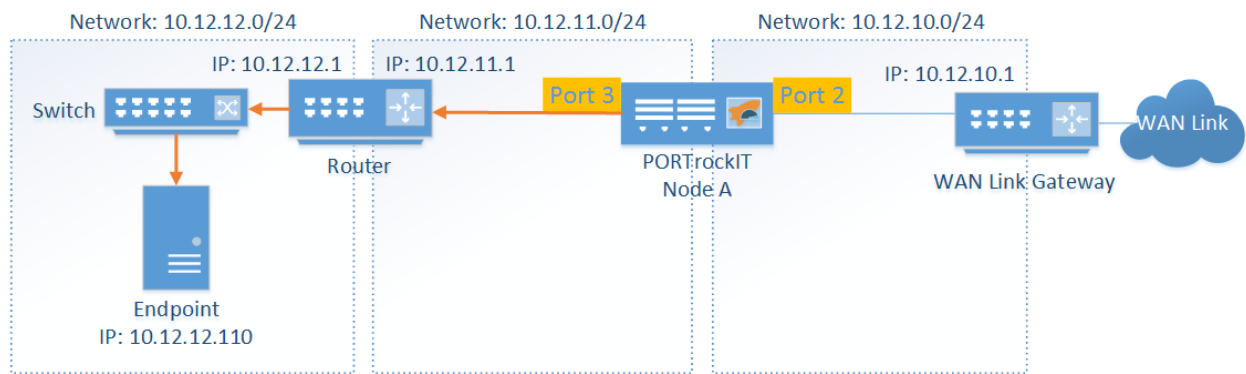 Network: 10.12.12.0/24
Network: 10.12.11.0/24
Network: 10.12.10.0/24
IP: 10.12.12.1
IP: 10.12.11.1
IP: 10.12.10.1
Port 3
Port 2
Switch
WAN Link
Router
PORTrockIT
Node A
WAN Link Gateway
Endpoint
IP: 10.12.12.110